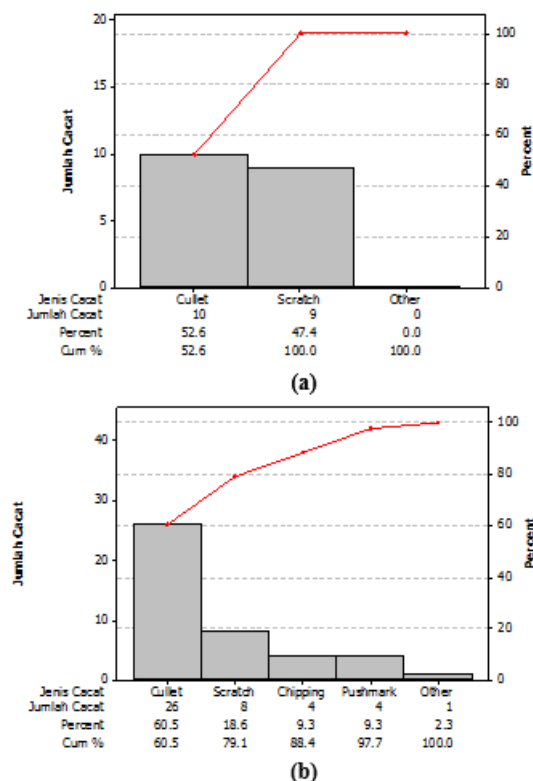 20
15
10
5
0
Jumlah Cacat
100
80
60
40
20
0
Percent
Jenis Cacat Cullet Scratch Other
Jumlah Cacat 10 9 0
Percent 52.6 47.4 0.0
Cum % 52.6 100.0 100.0
(a)
40
30
20
10
0
Jumlah Cacat
100
80
60
40
20
0
Percent
Jenis Cacat Cullet Scratch Chipping Pushmark Other
Jumlah Cacat 26 8 4 4 1
Percent 60.5 18.6 9.3 9.3 2.3
Cum % 60.5 79.1 88.4 97.7 100.0
(b)